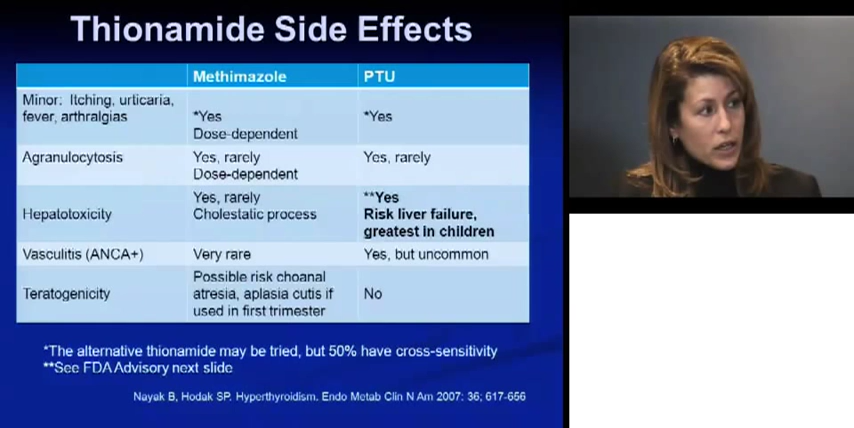 Thionamide Side Effects
Methimazole PTU
Minor: Itching, urticaria,
fever, arthralgias *Yes *Yes
Dose-dependent
Agranulocytosis Yes, rarely Yes, rarely
Dose-dependent
Yes, rarely **Yes
Hepatotoxicity Cholestatic process Risk liver failure,
greatest in children
Vasculitis (ANCA+) Very rare Yes, but uncommon
Possible risk choanal
Teratogenicity atresia, aplasia cutis if No
used in first trimester
*The alternative thionamide may be tried, but 50% have cross-sensitivity
**See FDA Advisory next slide
Nayak B, Hodak SP. Hyperthyroidism. Endo Metab Clin N Am 2007: 36; 617-656